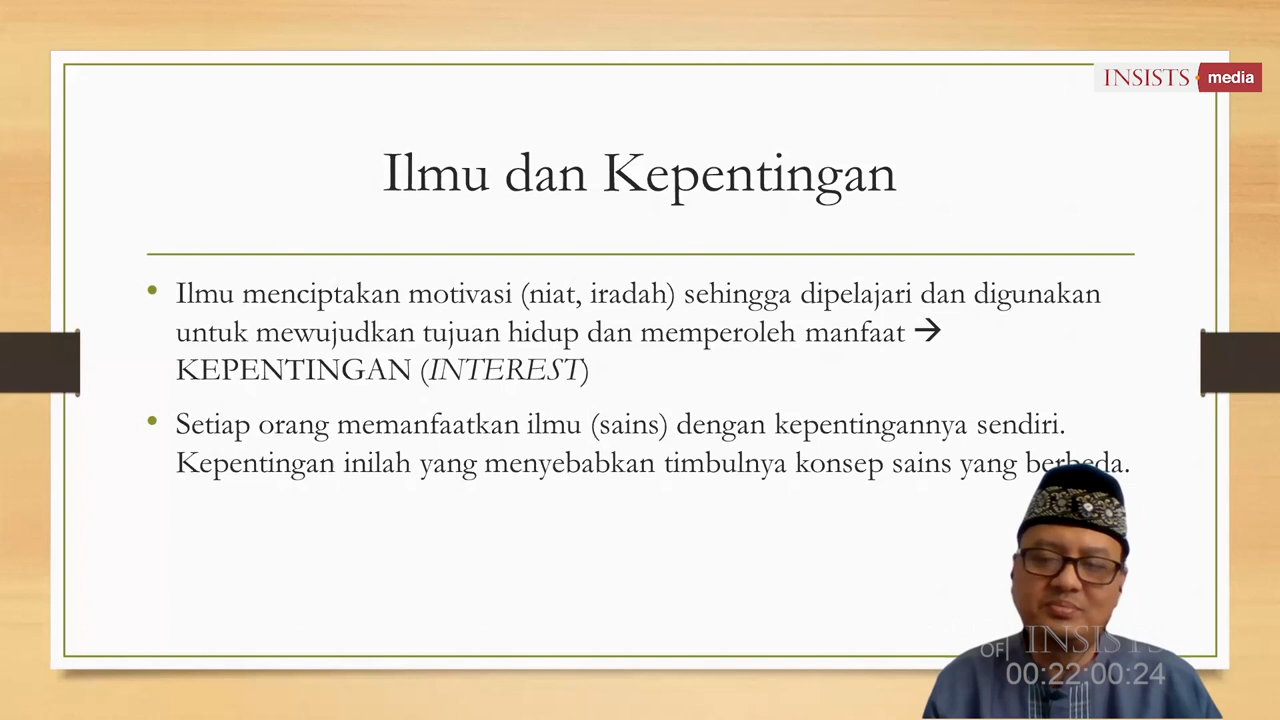 INSISTS media
Ilmu dan Kepentingan
• Ilmu menciptakan motivasi (niat, iradah) sehingga dipelajari dan digunakan
untuk mewujudkan tujuan hidup dan memperoleh manfaat →
KEPENTINGAN (INTEREST)
• Setiap orang memanfaatkan ilmu (sains) dengan kepentingannya sendiri.
Kepentingan inilah yang menyebabkan timbulnya konsep sains yang berbeda.
OF INSISTS
00:22:00:24